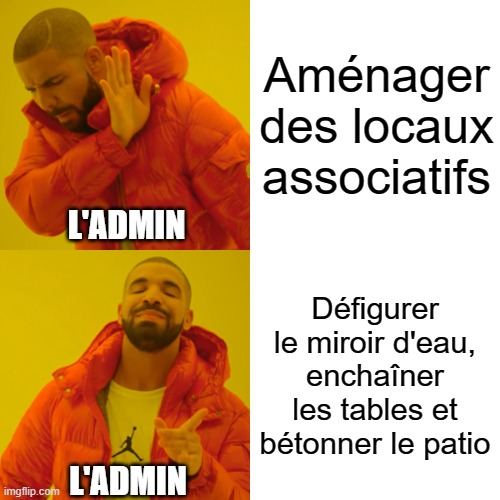 Aménager
des locaux
associatifs
L'ADMIN
Défigurer
le miroir d'eau,
enchaîner
les tables et
bétonner le patio
L'ADMIN
imgflip.com